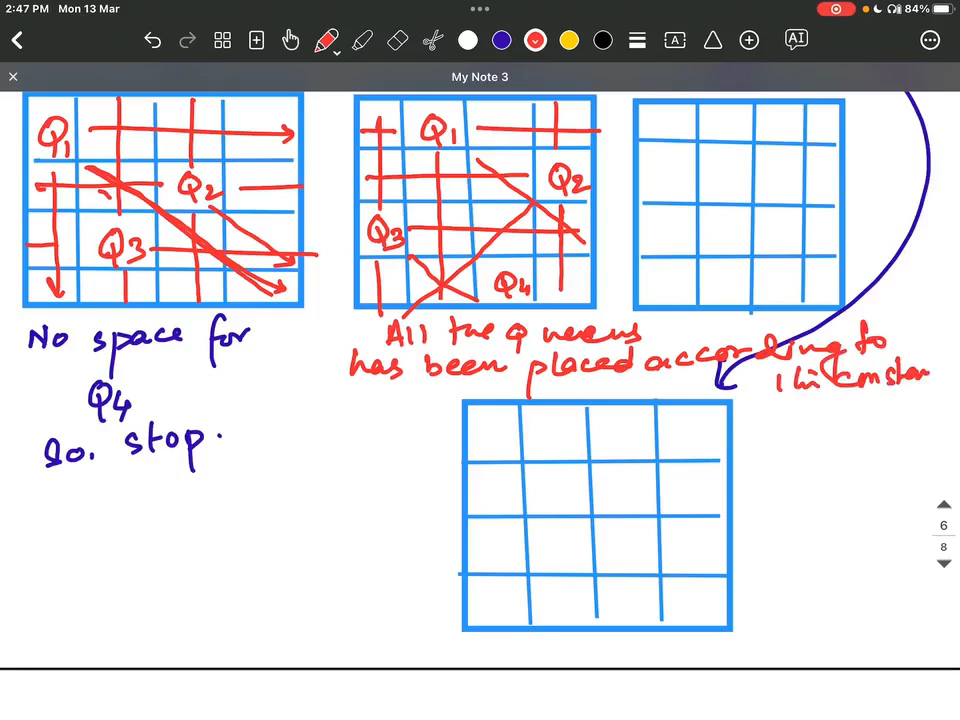 2:47 PM Mon 13 Mar
84%
AI
My Note 3
Q1
Q2
Q3
Q1
Q2
Q3
Q4
No space for
Q4
So. stop.
All the Queens
has been placed according to
6
8